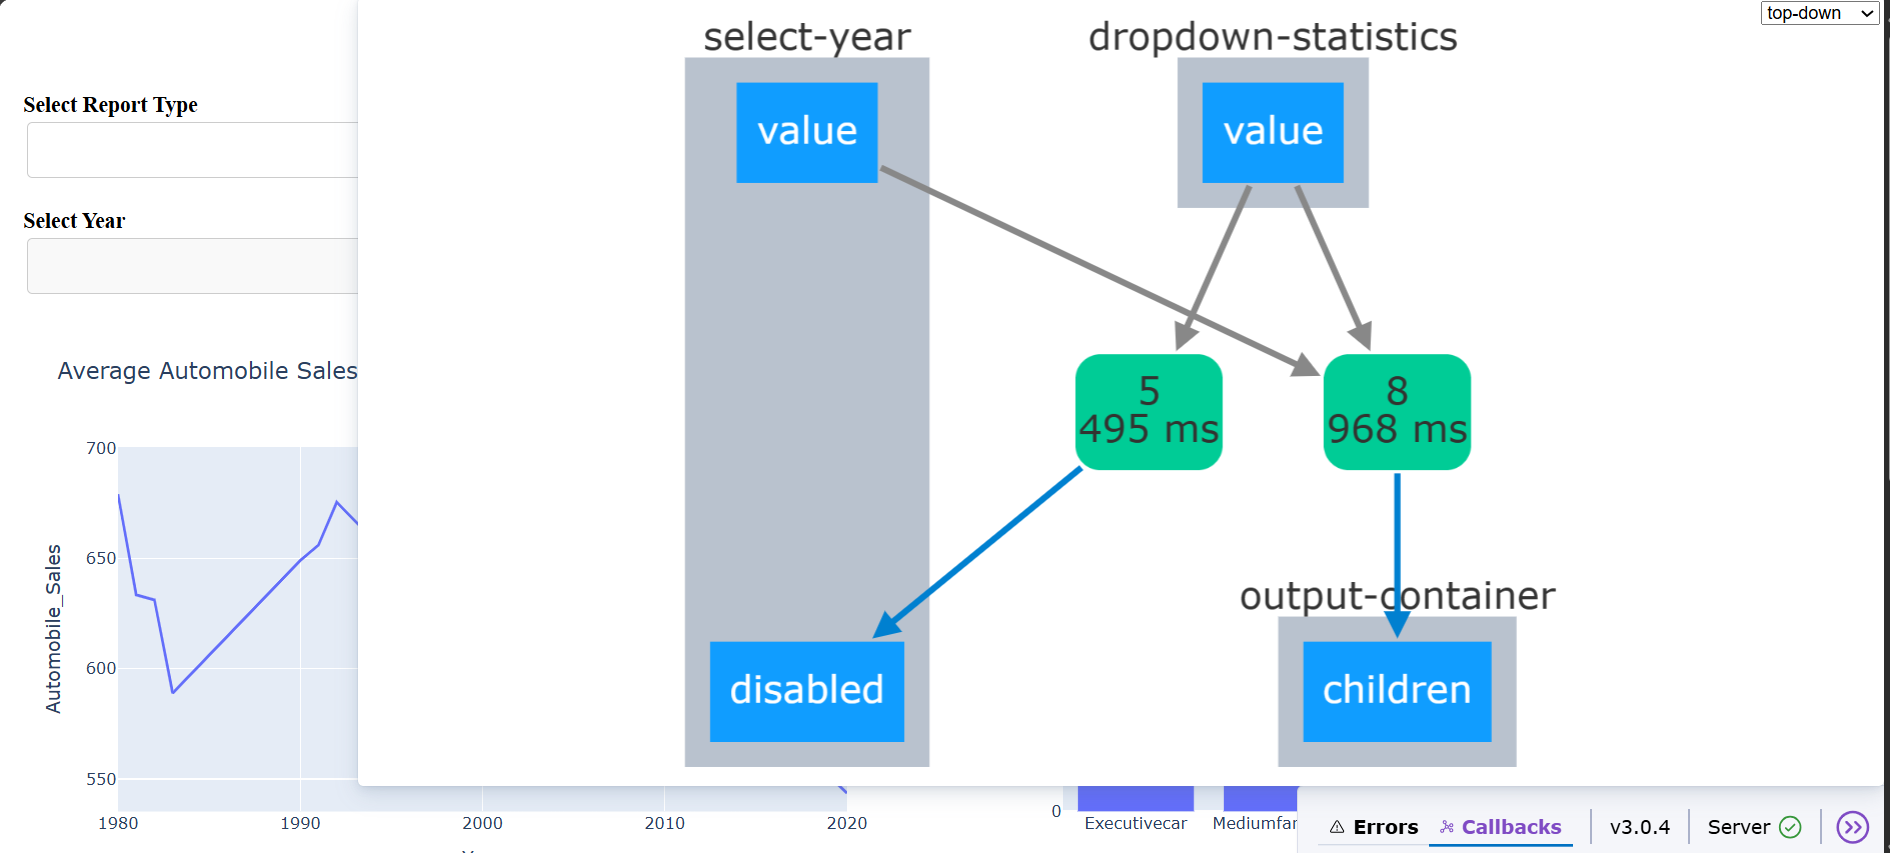 top-down
select-year
dropdown-statistics
value
value
Select Report Type
Select Year
5
495 ms
8
968 ms
Average Automobile Sales
700
650
600
550
Automobile_Sales
output-container
disabled
children
1980
1990
2000
2010
2020
0
Executivecar
Mediumfar
Errors
Callbacks
v3.0.4
Server